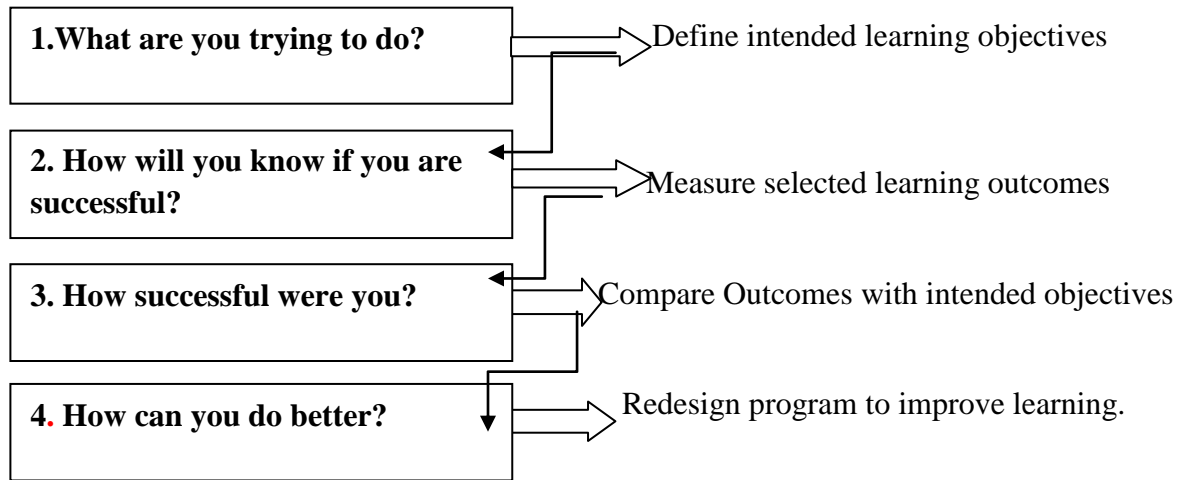 1.What are you trying to do?
Define intended learning objectives
2. How will you know if you are
successful?
Measure selected learning outcomes
3. How successful were you?
Compare Outcomes with intended objectives
4. How can you do better?
Redesign program to improve learning.